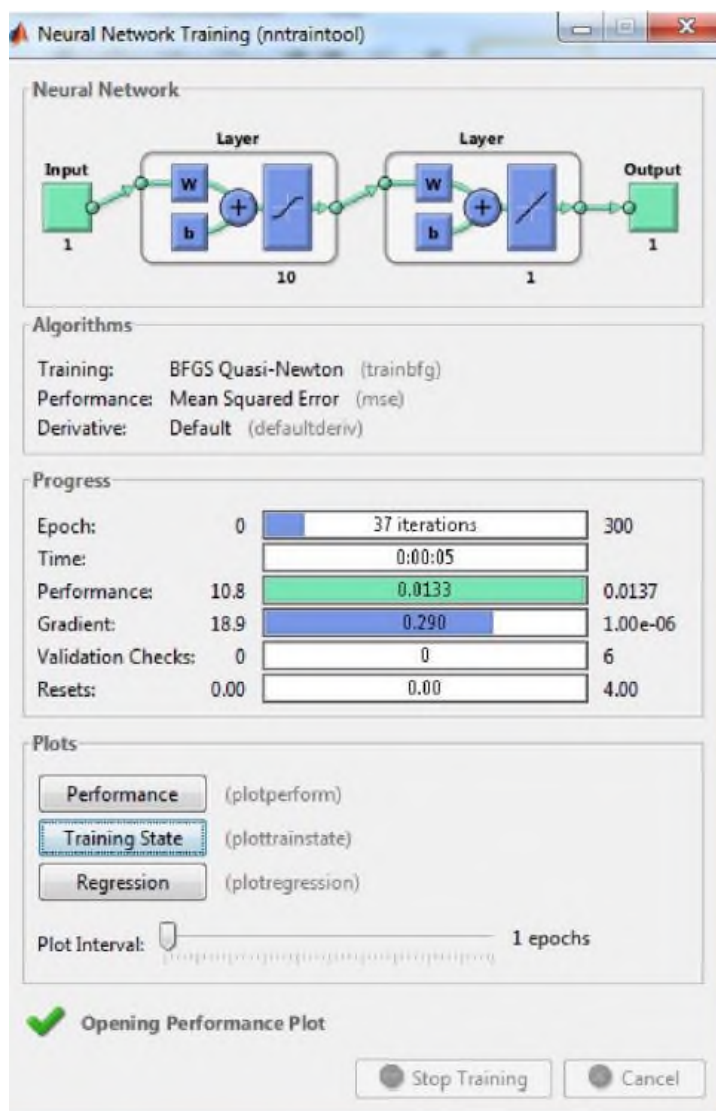 Neural Network Training (nntraintool)
Neural Network
Layer
Layer
Input
Output
W
W
+
+
b
b
1
1
10
1
Algorithms
Training: BFGS Quasi-Newton (trainbfg)
Performance: Mean Squared Error (mse)
Derivative: Default (defaultderiv)
Progress
Epoch: 0 37 iterations 300
Time: 0:00:05
Performance: 10.8 0.0133 0.0137
Gradient: 18.9 0.290 1.00e-06
Validation Checks: 0 0 6
Resets: 0.00 0.00 4.00
Plots
Performance (plotperform)
Training State (plottrainstate)
Regression (plotregression)
Plot Interval: 1 epochs
Opening Performance Plot
Stop Training Cancel